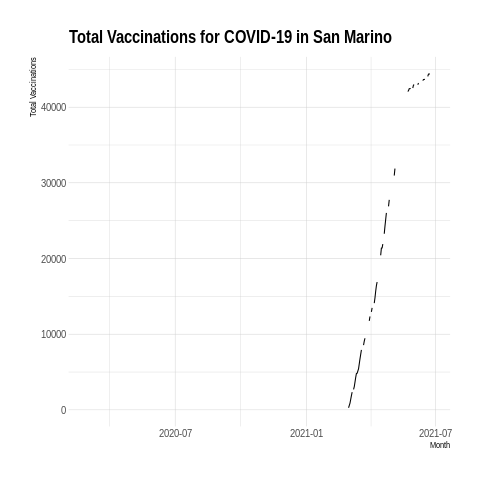 Total Vaccinations for COVID-19 in San Marino
Total Vaccinations
40000
30000
20000
10000
0
2020-07
2021-01
2021-07
Month